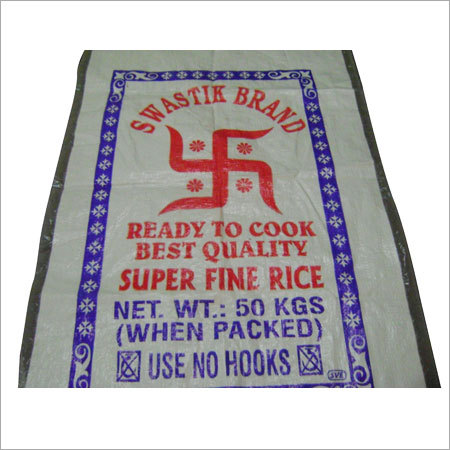 SWASTIK BRAND
READY TO COOK
BEST QUALITY
SUPER FINE RICE
NET. WT.: 50 KGS
(WHEN PACKED)
USE NO HOOKS
SVR